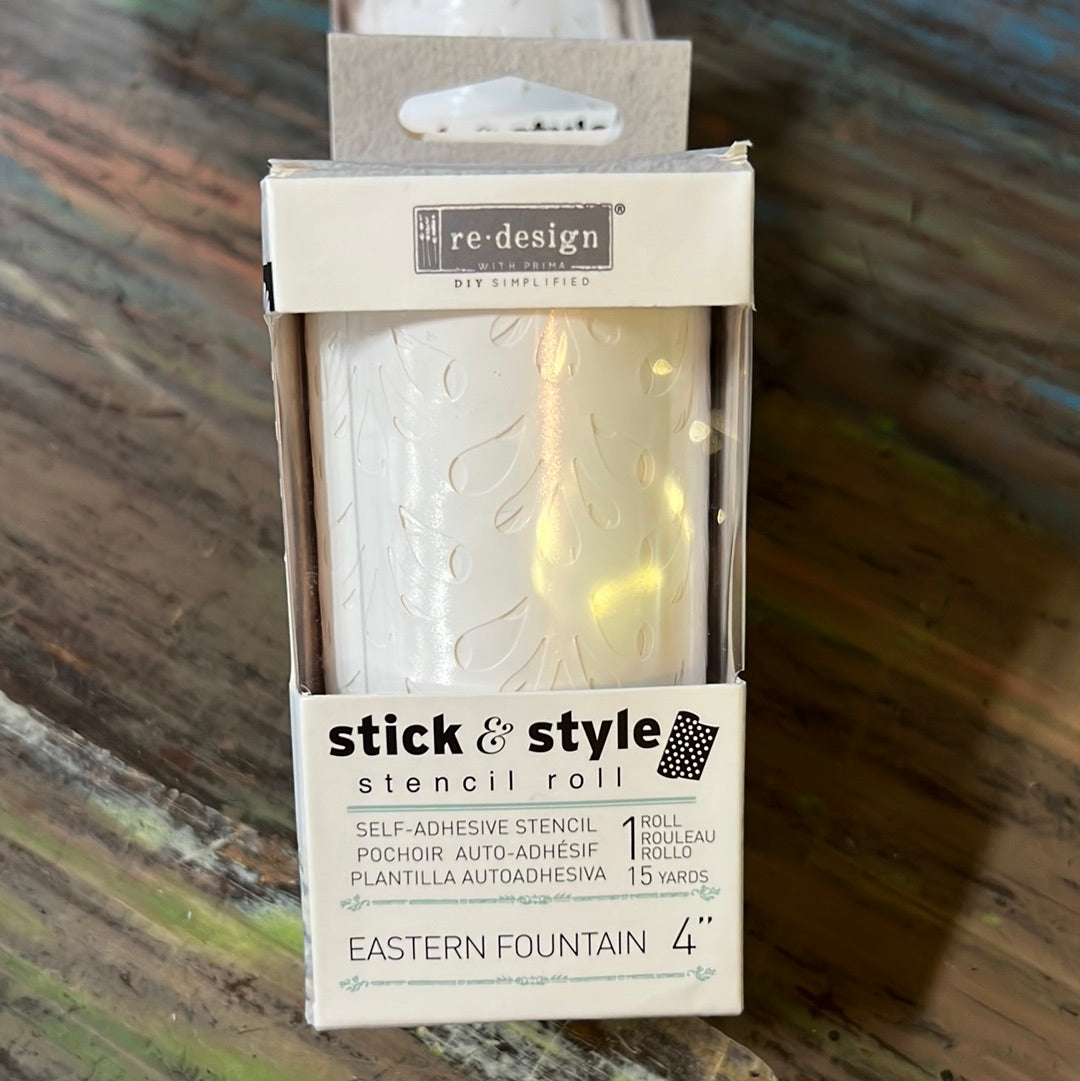 re·design®
WITH PRIMA
DIY SIMPLIFIED
stick & style
stencil roll
SELF-ADHESIVE STENCIL
POCHOIR AUTO-ADHÉSIF
PLANTILLA AUTOADHESIVA
1 ROLL
ROULEAU
ROLLO
15 YARDS
EASTERN FOUNTAIN 4”